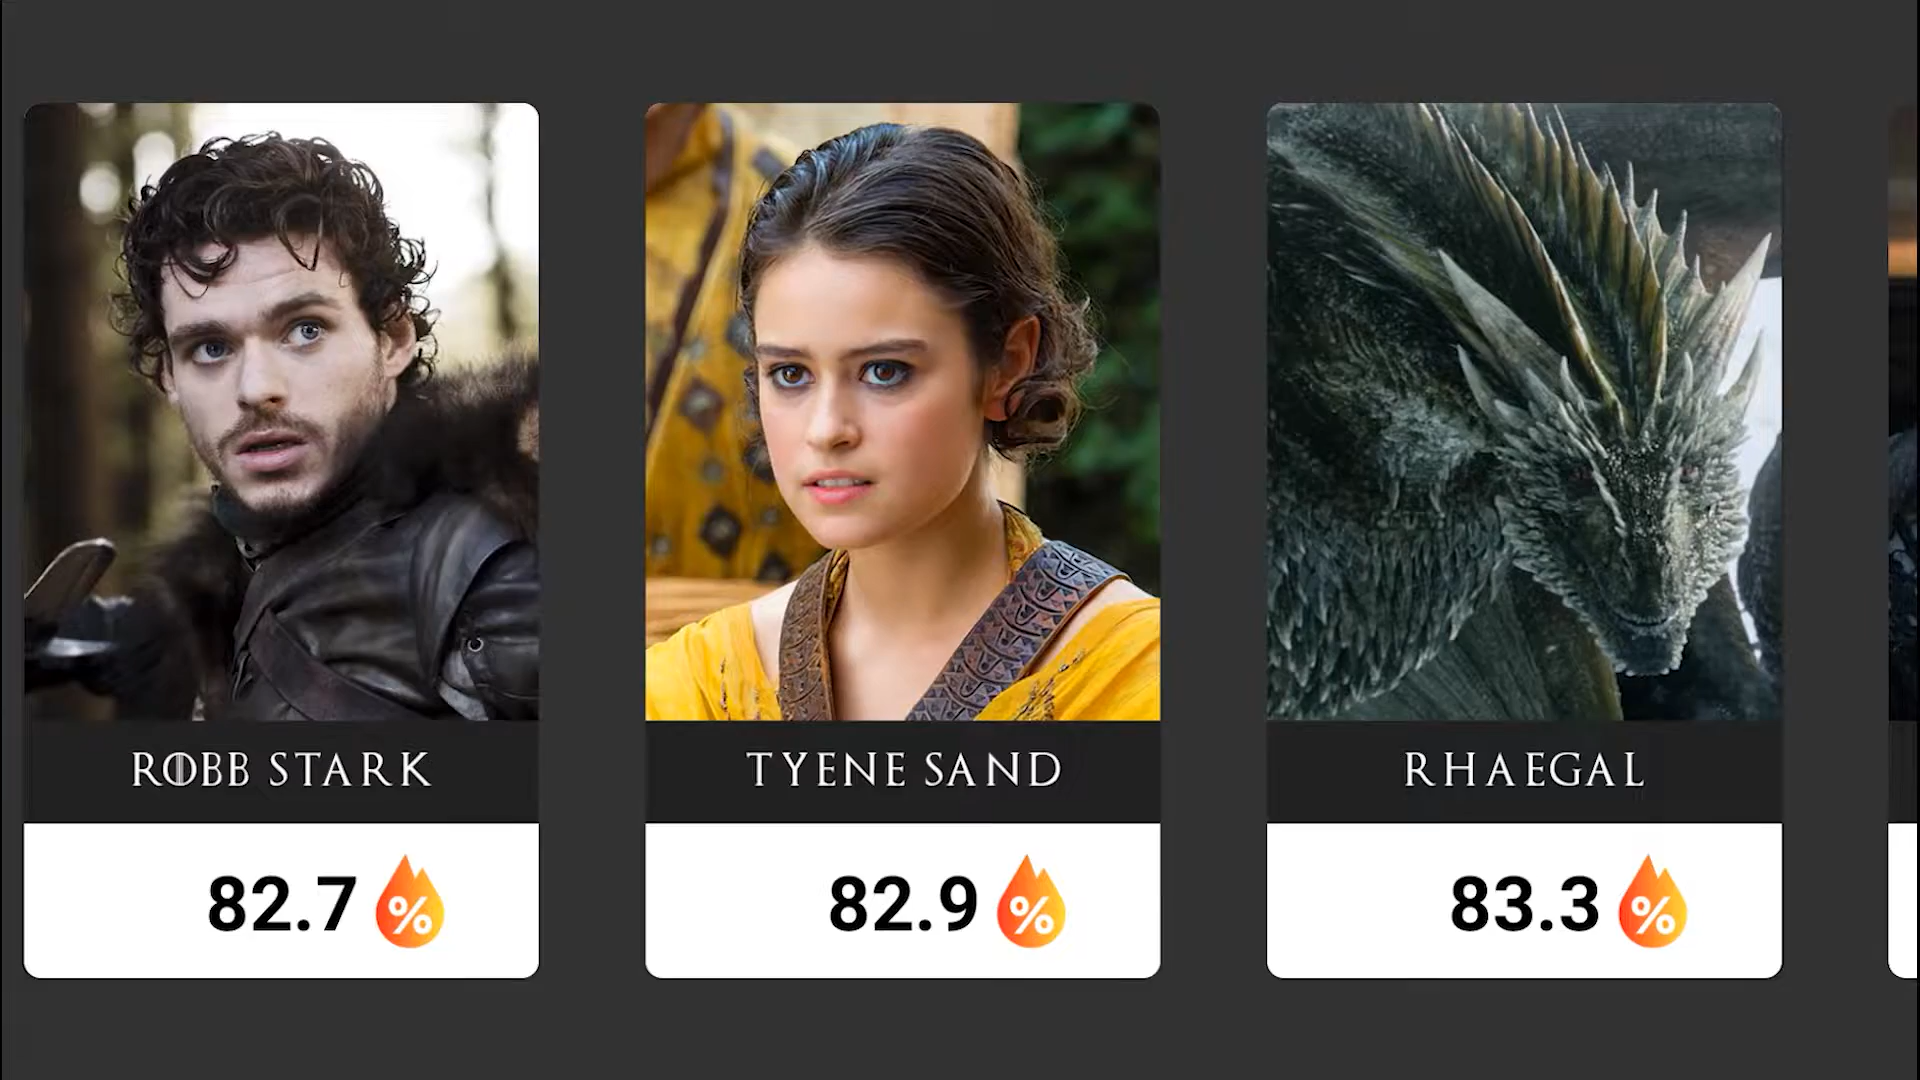 ROBB STARK
82.7 %
TYENE SAND
82.9 %
RHAEGAL
83.3 %